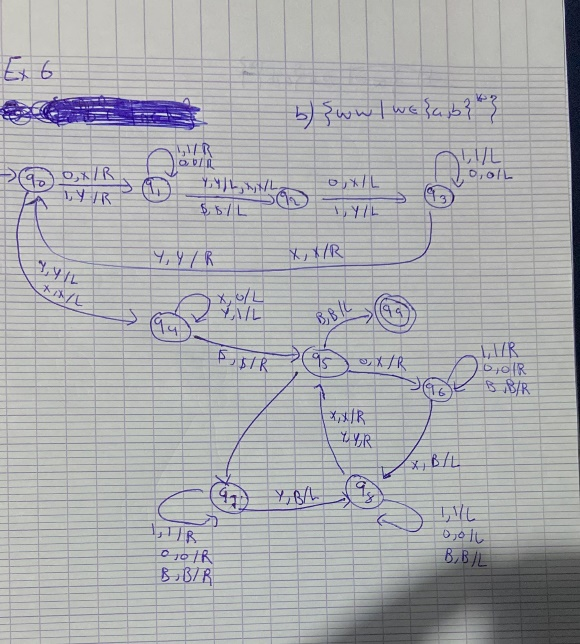 Ex 6
b) {ww | w ∈ {a,b}*}
q0
0,X/R
1,Y/R
1,1/R
0,0/R
q1
Y,Y/L,X,X/L
$,$/L
q2
0,X/L
1,Y/L
1,1/L
0,0/L
q3
Y,Y/R
X,X/R
Y,Y/L
X,X/L
q4
X,0/L
Y,1/L
$,$/R
B,B/L
q9
q5
0,X/R
q6
1,1/R
0,0/R
B,B/R
X,X/R
Y,Y,R
X,B/L
q7
Y,B/L
q8
1,1/R
0,0/R
B,B/R
1,1/L
0,0/L
B,B/L